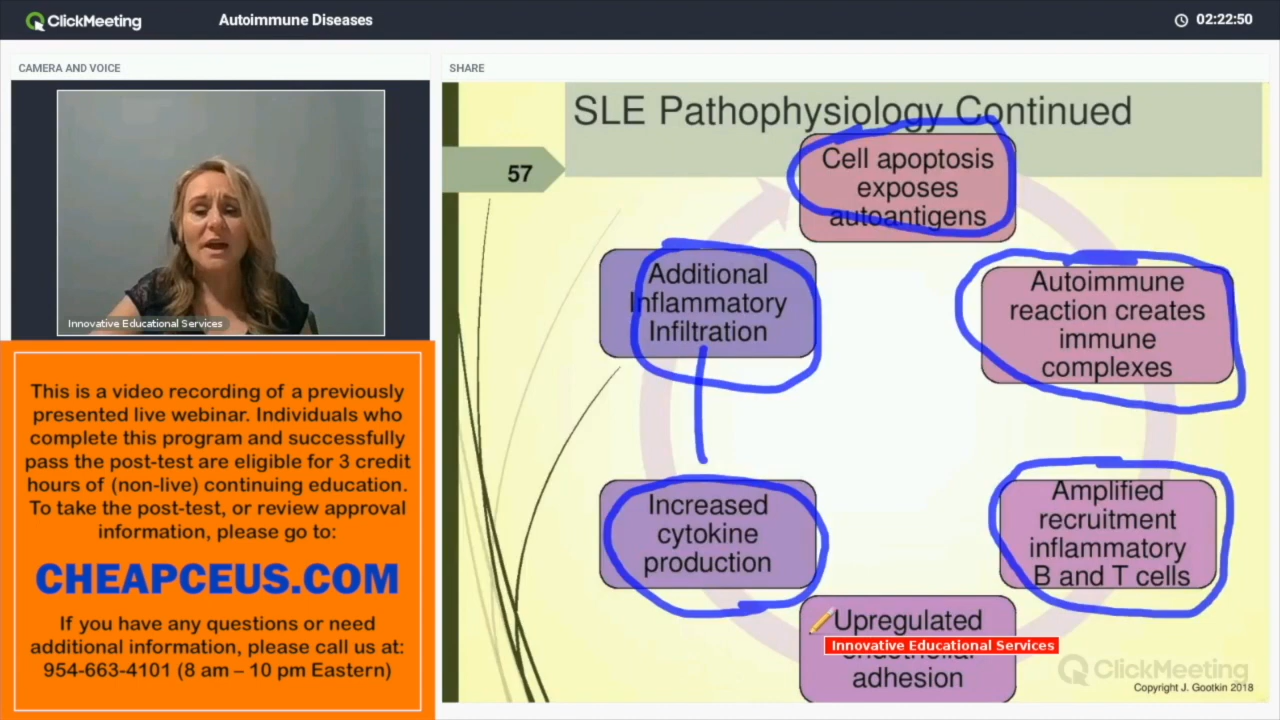 ClickMeeting
Autoimmune Diseases
02:22:50
CAMERA AND VOICE
Innovative Educational Services
This is a video recording of a previously
presented live webinar. Individuals who
complete this program and successfully
pass the post-test are eligible for 3 credit
hours of (non-live) continuing education.
To take the post-test, or review approval
information, please go to:
CHEAPCEUS.COM
If you have any questions or need
additional information, please call us at:
954-663-4101 (8 am – 10 pm Eastern)
SHARE
SLE Pathophysiology Continued
57
Cell apoptosis
exposes
autoantigens
Autoimmune
reaction creates
immune
complexes
Amplified
recruitment
inflammatory
B and T cells
Upregulated
Innovative Educational Services
adhesion
Increased
cytokine
production
Additional
Inflammatory
Infiltration
ClickMeeting
Copyright J. Gootkin 2018